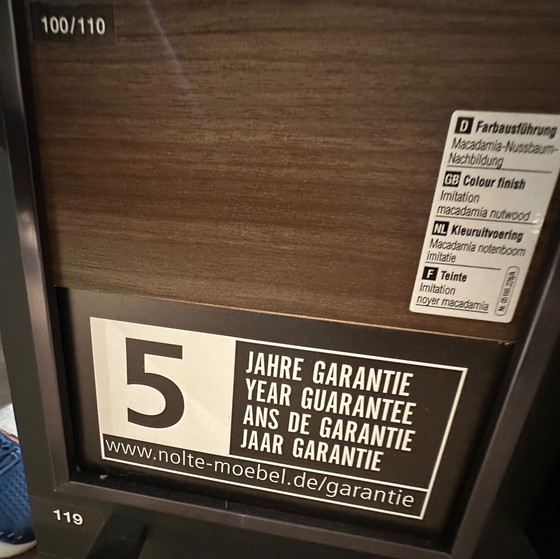 100/110
D Farbausführung
Macadamia-Nussbaum-
Nachbildung
GB Colour finish
Imitation
macadamia nutwood
NL Kleuruitvoering
Macadamia notenboom
imitatie
F Teinte
Imitation
noyer macadamia
5
JAHRE GARANTIE
YEAR GUARANTEE
ANS DE GARANTIE
JAAR GARANTIE
www.nolte-moebel.de/garantie
119